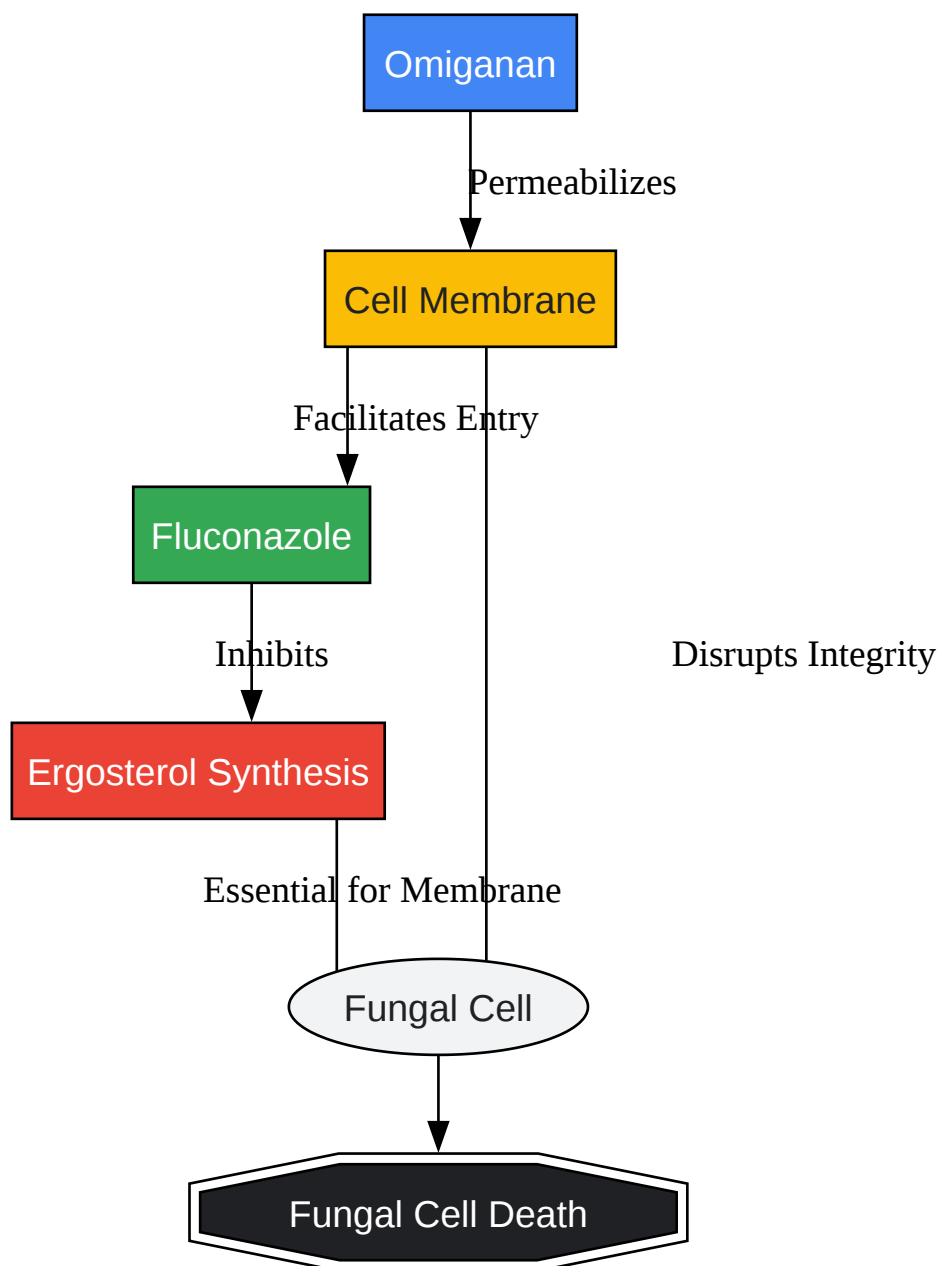 Omiganan
Permeabilizes
Cell Membrane
Facilitates Entry
Fluconazole
Inhibits
Disrupts Integrity
Ergosterol Synthesis
Essential for Membrane
Fungal Cell
Fungal Cell Death